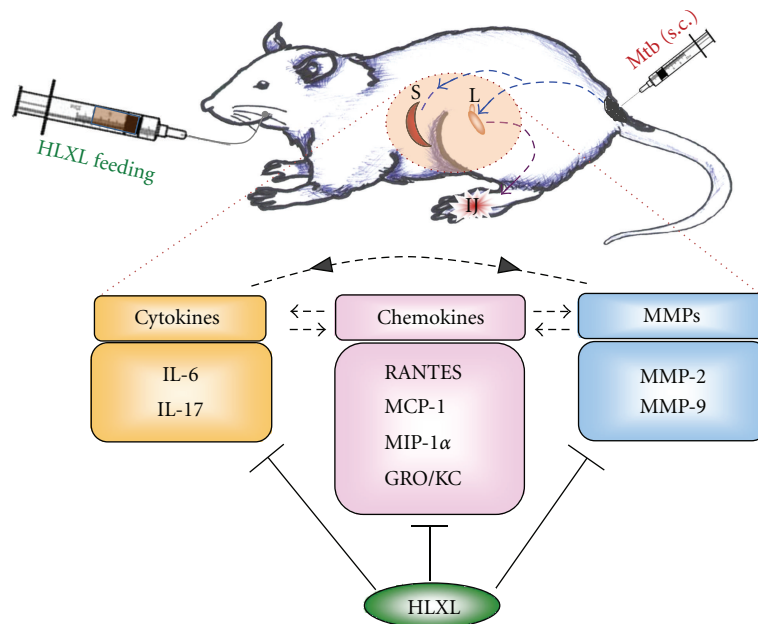 Mtb (s.c.)
S
L
HLXL feeding
IJ
Cytokines
Chemokines
MMPs
IL-6
IL-17
RANTES
MCP-1
MIP-1α
GRO/KC
MMP-2
MMP-9
HLXL